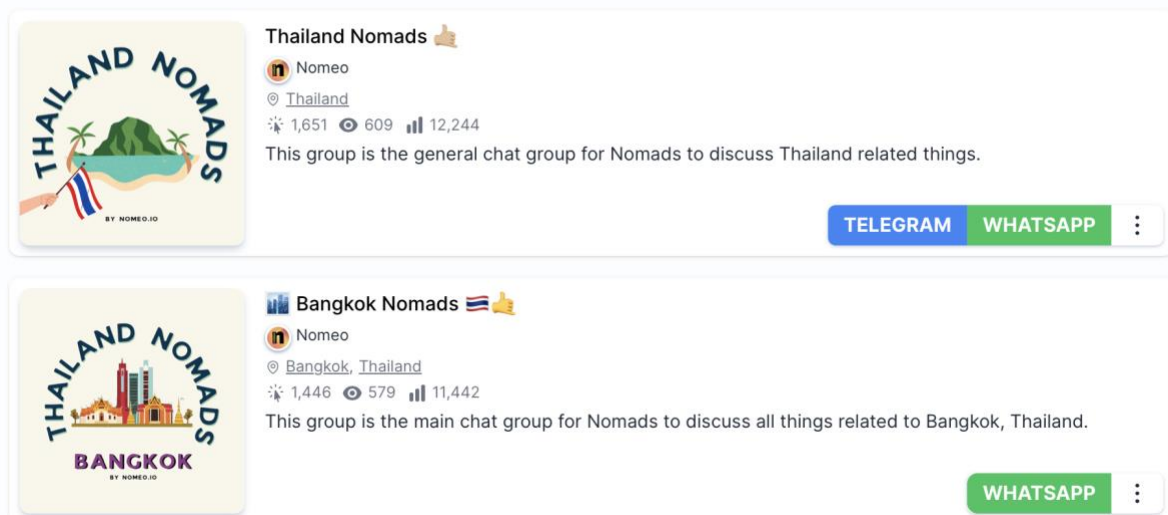 THAILAND NOMADS
BY NOMEO.IO
Thailand Nomads 🤙🏼
n Nomeo
Thailand
1,651 609 12,244
This group is the general chat group for Nomads to discuss Thailand related things.
TELEGRAM WHATSAPP
THAILAND NOMADS
BANGKOK
BY NOMEO.IO
🏙️ Bangkok Nomads 🇹🇭🤙
n Nomeo
Bangkok, Thailand
1,446 579 11,442
This group is the main chat group for Nomads to discuss all things related to Bangkok, Thailand.
WHATSAPP